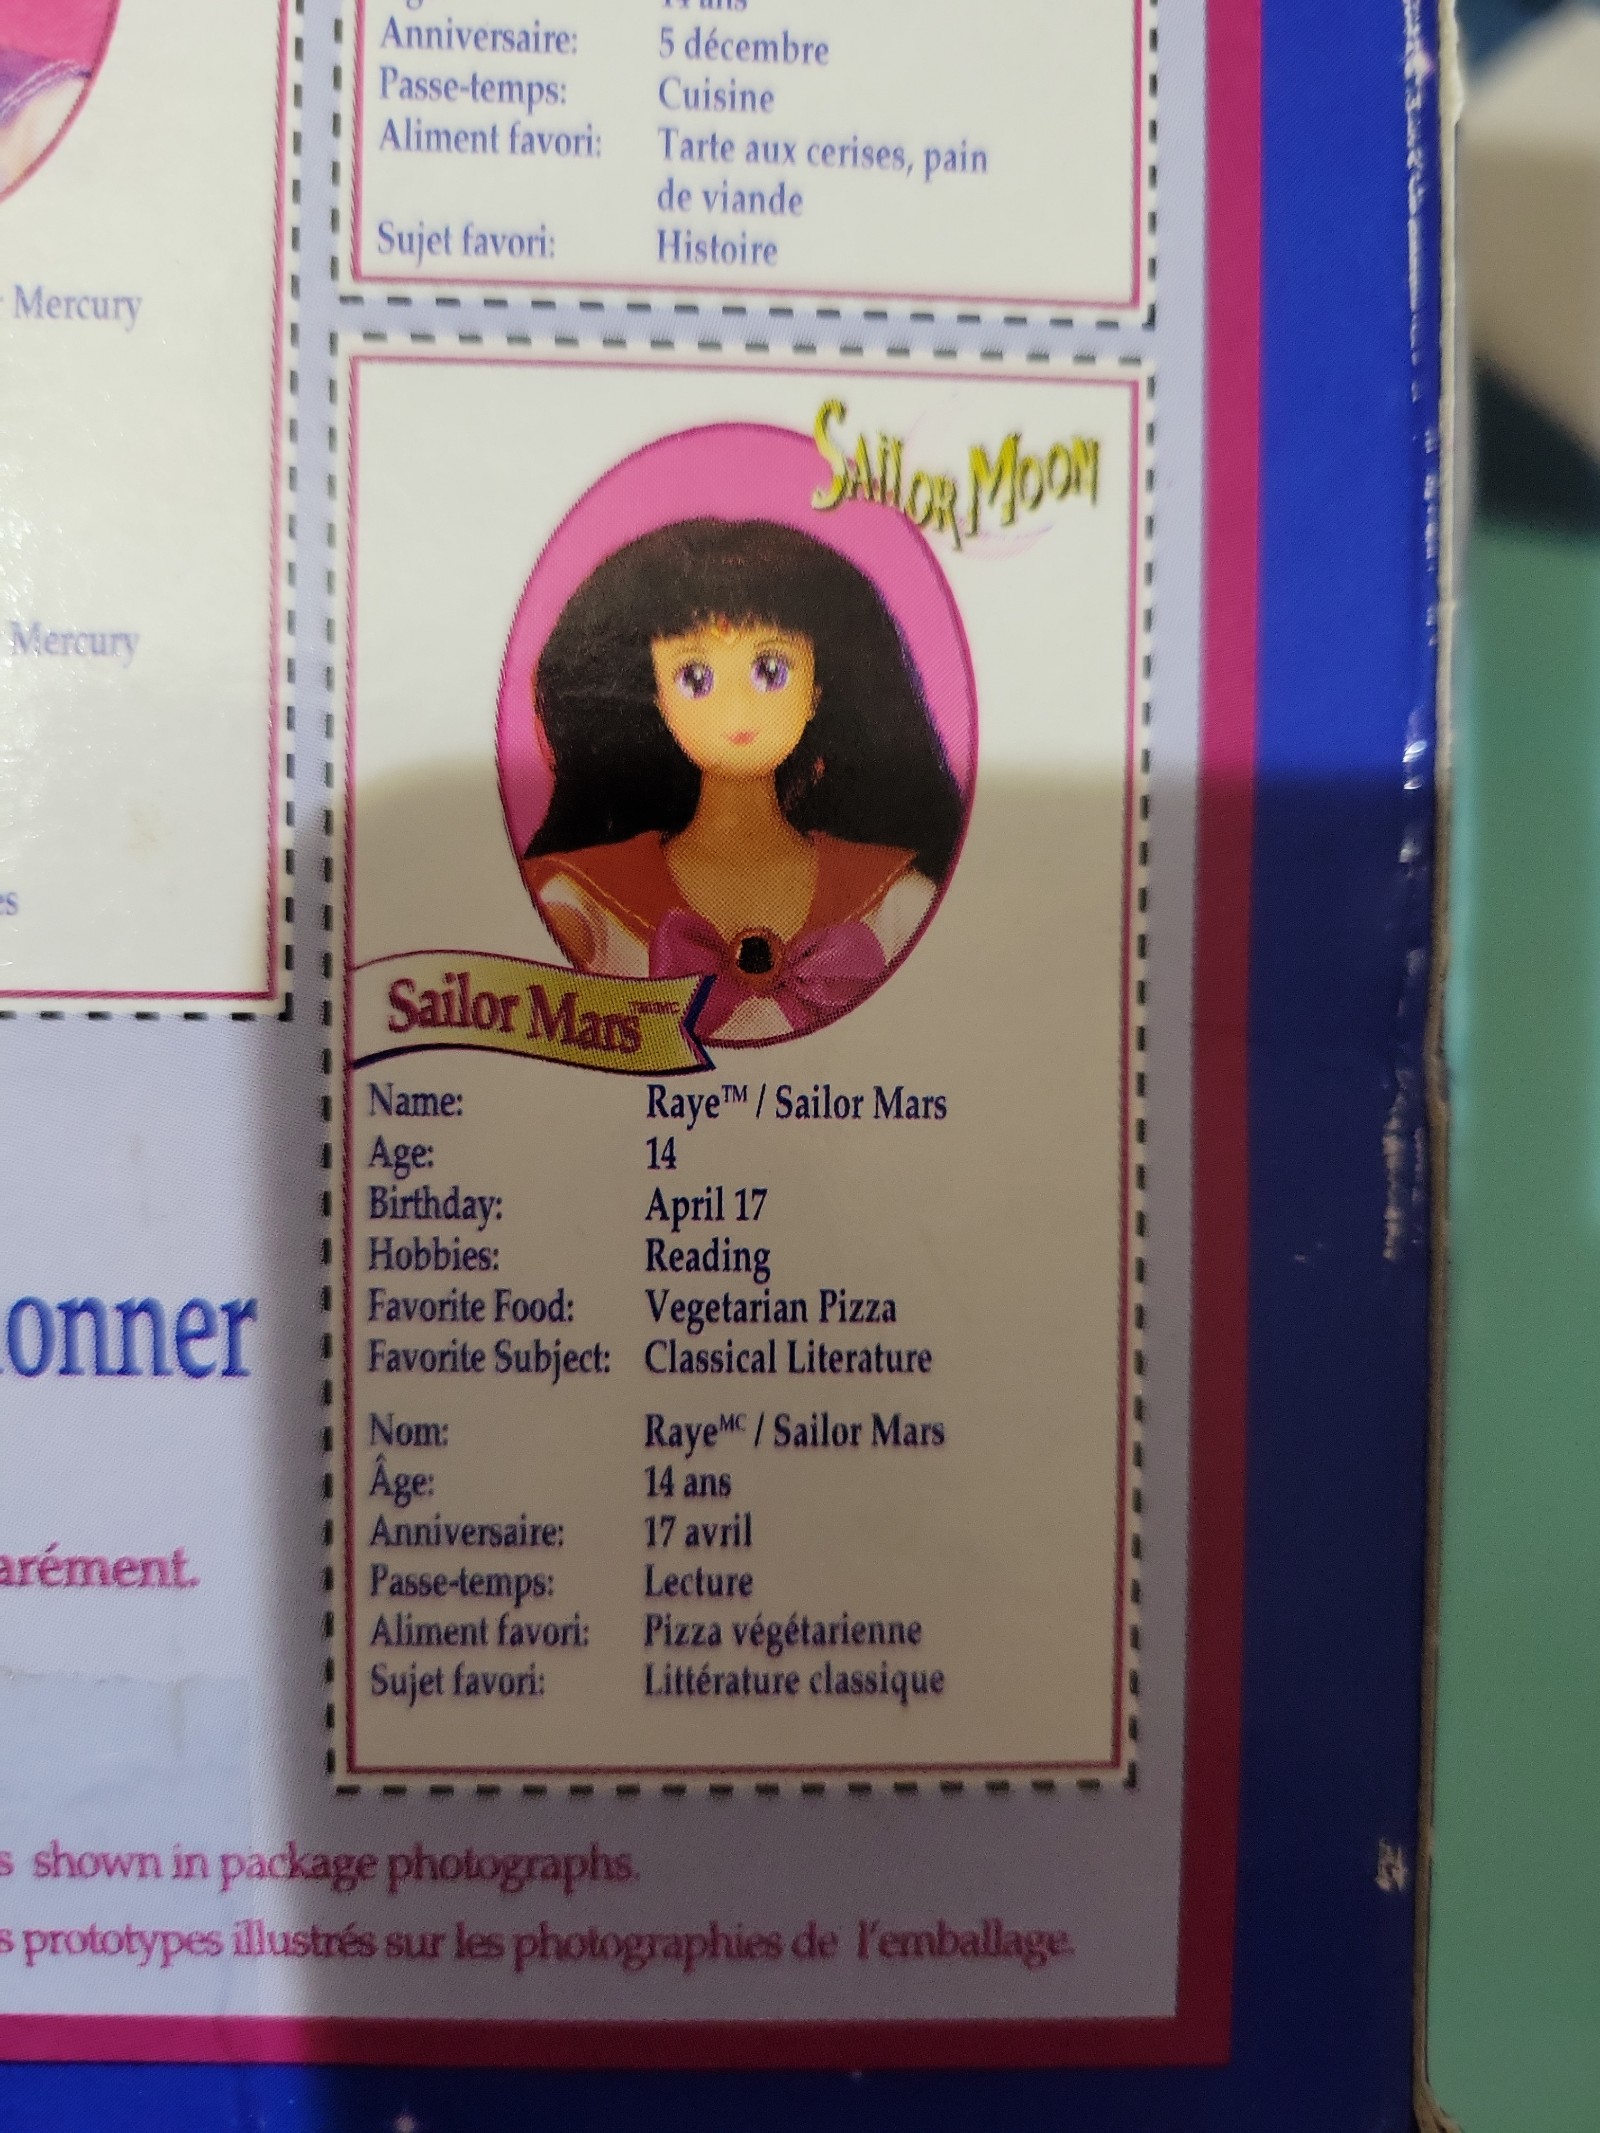 Anniversaire: 5 décembre
Passe-temps: Cuisine
Aliment favori: Tarte aux cerises, pain
de viande
Sujet favori: Histoire
Mercury
Mercury
SAILOR MOON
Sailor Mars
Name: Raye™ / Sailor Mars
Age: 14
Birthday: April 17
Hobbies: Reading
Favorite Food: Vegetarian Pizza
Favorite Subject: Classical Literature
Nom: Raye MC / Sailor Mars
Âge: 14 ans
Anniversaire: 17 avril
Passe-temps: Lecture
Aliment favori: Pizza végétarienne
Sujet favori: Littérature classique
onner
arément.
s shown in package photographs.
s prototypes illustrés sur les photographies de l'emballage.